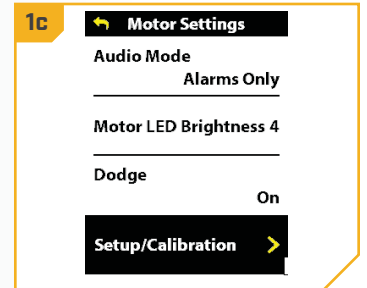 1c
Motor Settings
Audio Mode
Alarms Only
Motor LED Brightness 4
Dodge
On
Setup/Calibration